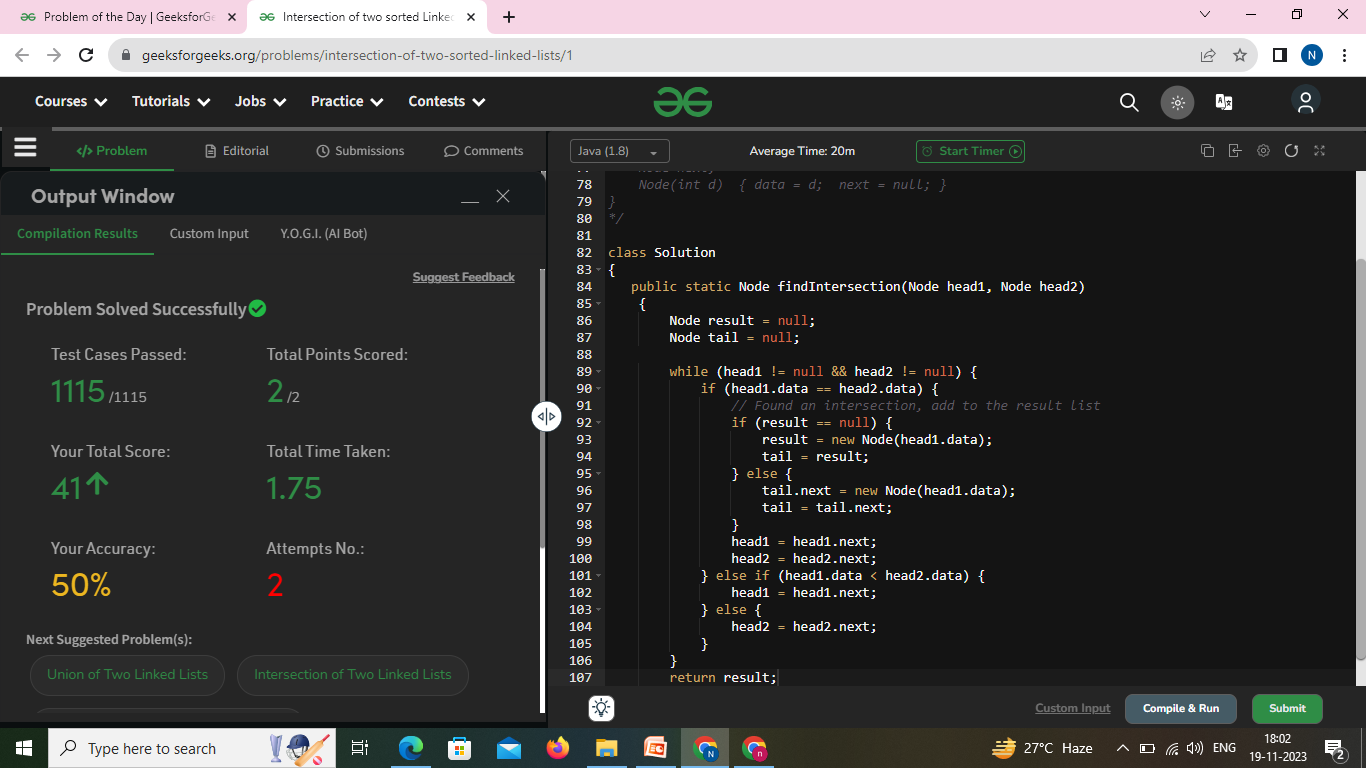 Problem of the Day | GeeksforGe
Intersection of two sorted Linked
geeksforgeeks.org/problems/intersection-of-two-sorted-linked-lists/1
N
Courses Tutorials Jobs Practice Contests
Problem Editorial Submissions Comments
Java (1.8) Average Time: 20m Start Timer
Output Window
Compilation Results Custom Input Y.O.G.I. (AI Bot)
Suggest Feedback
Problem Solved Successfully
Test Cases Passed: Total Points Scored:
1115 /1115 2 /2
Your Total Score: Total Time Taken:
41 1.75
Your Accuracy: Attempts No.:
50% 2
Next Suggested Problem(s):
Union of Two Linked Lists Intersection of Two Linked Lists
78 Node(int d) { data = d; next = null; }
79 }
80 */
81
82 class Solution
83 {
84 public static Node findIntersection(Node head1, Node head2)
85 {
86 Node result = null;
87 Node tail = null;
88
89 while (head1 != null && head2 != null) {
90 if (head1.data == head2.data) {
91 // Found an intersection, add to the result list
92 if (result == null) {
93 result = new Node(head1.data);
94 tail = result;
95 } else {
96 tail.next = new Node(head1.data);
97 tail = tail.next;
98 }
99 head1 = head1.next;
100 head2 = head2.next;
101 } else if (head1.data < head2.data) {
102 head1 = head1.next;
103 } else {
104 head2 = head2.next;
105 }
106 }
107 return result;
Custom Input Compile & Run Submit
Type here to search
27°C Haze
ENG
18:02
19-11-2023
2